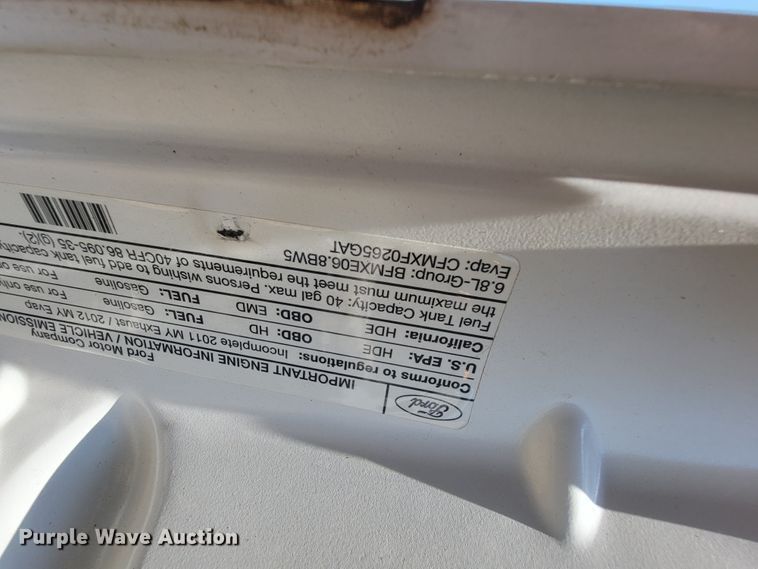 Ford
IMPORTANT ENGINE INFORMATION / VEHICLE EMISSION
Ford Motor Company
Conforms to regulations: Incomplete 2011 MY Exhaust / 2012 MY Evap
U.S. EPA: HDE OBD: HD FUEL: Gasoline For use only
California: HDE OBD: EMD FUEL: Gasoline For use on
Fuel Tank Capacity: 40 gal max. Persons wishing to add fuel tank capacity
the maximum must meet the requirements of 40CFR 86.095-35 (g)(2).
6.8L-Group: BFMXE06.8BW5
Evap: CFMXF0265GAT
Purple Wave Auction